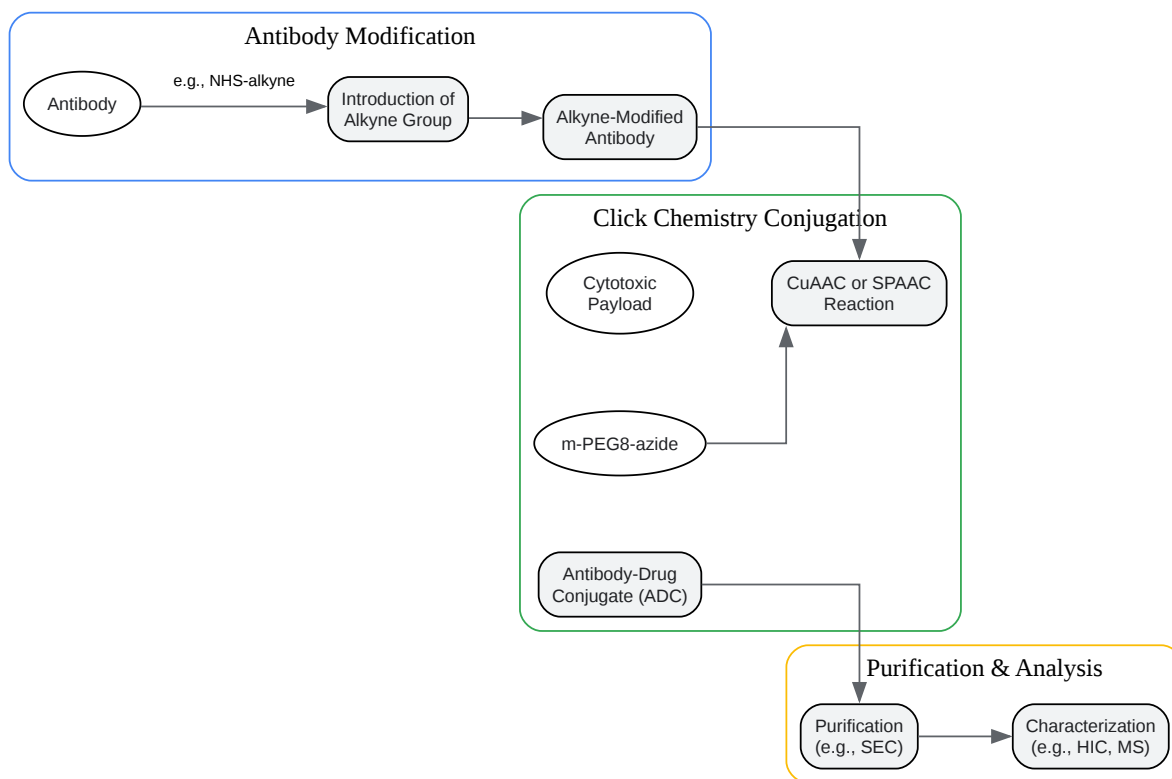 Antibody Modification
Antibody
e.g., NHS-alkyne
Introduction of
Alkyne Group
Alkyne-Modified
Antibody
Click Chemistry Conjugation
Cytotoxic
Payload
CuAAC or SPAAC
Reaction
m-PEG8-azide
Antibody-Drug
Conjugate (ADC)
Purification & Analysis
Purification
(e.g., SEC)
Characterization
(e.g., HIC, MS)